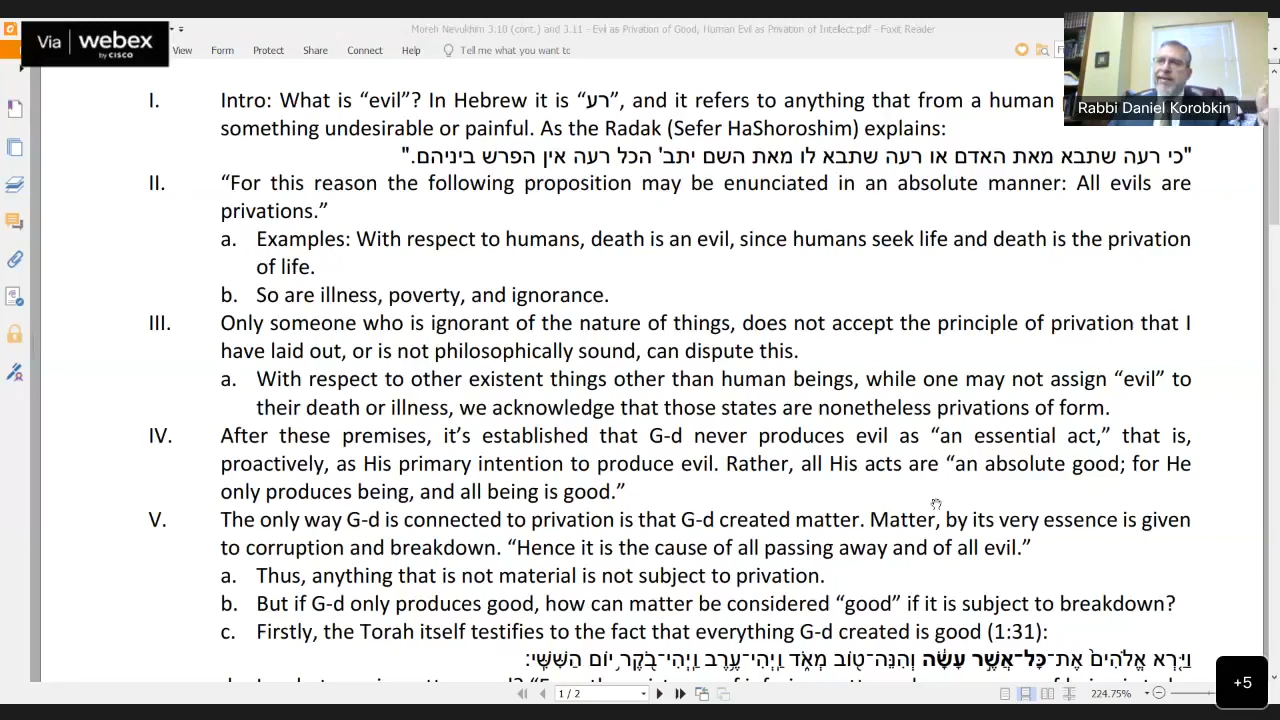 Moreh Nevukhim 3.10 (cont.) and 3.11 - Evil as Privation of Good, Human Evil as Privation of Intellect.pdf - Foxit Reader
Via webex
by CISCO
View Form Protect Share Connect Help Tell me what you want to
Rabbi Daniel Korobkin
I. Intro: What is “evil”? In Hebrew it is “רע”, and it refers to anything that from a human
something undesirable or painful. As the Radak (Sefer HaShoroshim) explains:
"כי רעה שתבא מאת האדם או רעה שתבא לו מאת השם יתב' הכל רעה אין הפרש ביניהם."
II. “For this reason the following proposition may be enunciated in an absolute manner: All evils are
privations.”
a. Examples: With respect to humans, death is an evil, since humans seek life and death is the privation
of life.
b. So are illness, poverty, and ignorance.
III. Only someone who is ignorant of the nature of things, does not accept the principle of privation that I
have laid out, or is not philosophically sound, can dispute this.
a. With respect to other existent things other than human beings, while one may not assign “evil” to
their death or illness, we acknowledge that those states are nonetheless privations of form.
IV. After these premises, it’s established that G-d never produces evil as “an essential act,” that is,
proactively, as His primary intention to produce evil. Rather, all His acts are “an absolute good; for He
only produces being, and all being is good.”
V. The only way G-d is connected to privation is that G-d created matter. Matter, by its very essence is given
to corruption and breakdown. “Hence it is the cause of all passing away and of all evil.”
a. Thus, anything that is not material is not subject to privation.
b. But if G-d only produces good, how can matter be considered “good” if it is subject to breakdown?
c. Firstly, the Torah itself testifies to the fact that everything G-d created is good (1:31):
וַיַּ֤רְא אֱלֹהִים֙ אֶת־כׇּל־אֲשֶׁ֣ר עָשָׂ֔ה וְהִנֵּה־ט֖וֹב מְאֹ֑ד וַֽיְהִי־עֶ֥רֶב וַֽיְהִי־בֹ֖קֶר י֥וֹם הַשִּׁשִּֽׁי׃
1 / 2
224.75%
+5